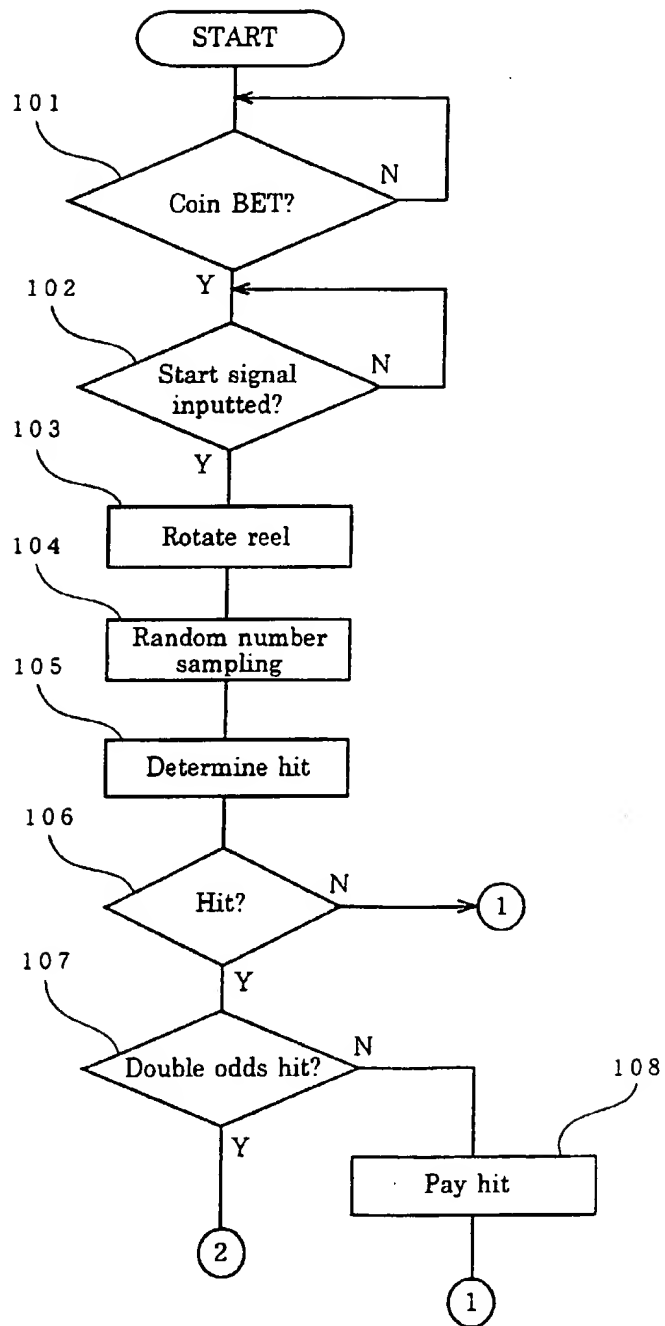 START
101
Coin BET?
N
Y
102
Start signal
inputted?
N
Y
103
Rotate reel
104
Random number
sampling
105
Determine hit
106
Hit?
N
1
Y
107
Double odds hit?
N
Y
108
Pay hit
2
1